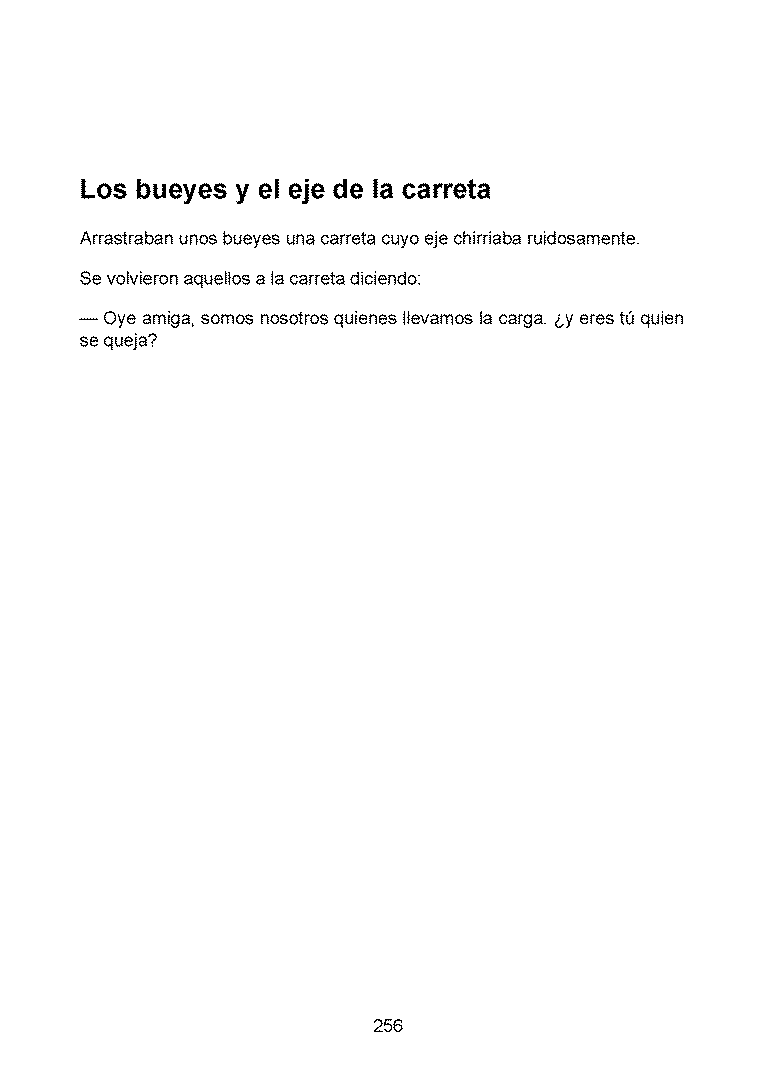 Los bueyes y el eje de la carreta
Arrastraban unos bueyes una carreta cuyo eje chirriaba ruidosamente.
Se volvieron aquellos a la carreta diciendo:
— Oye amiga, somos nosotros quienes llevamos la carga. ¿y eres tú quien
se queja?
256